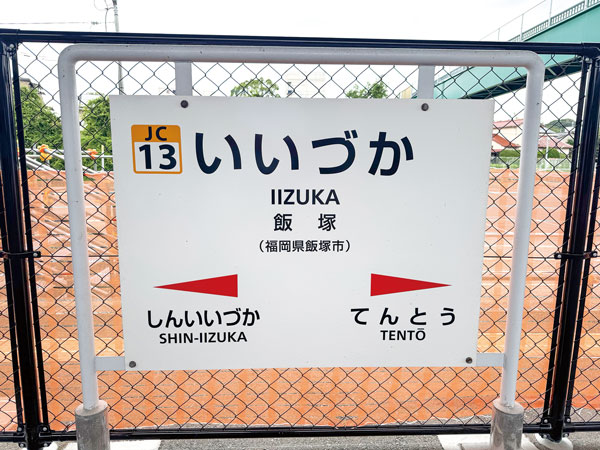 JC
13
いいづか
IIZUKA
飯塚
（福岡県飯塚市）
しんいいづか
SHIN-IIZUKA
てんとう
TENTŌ